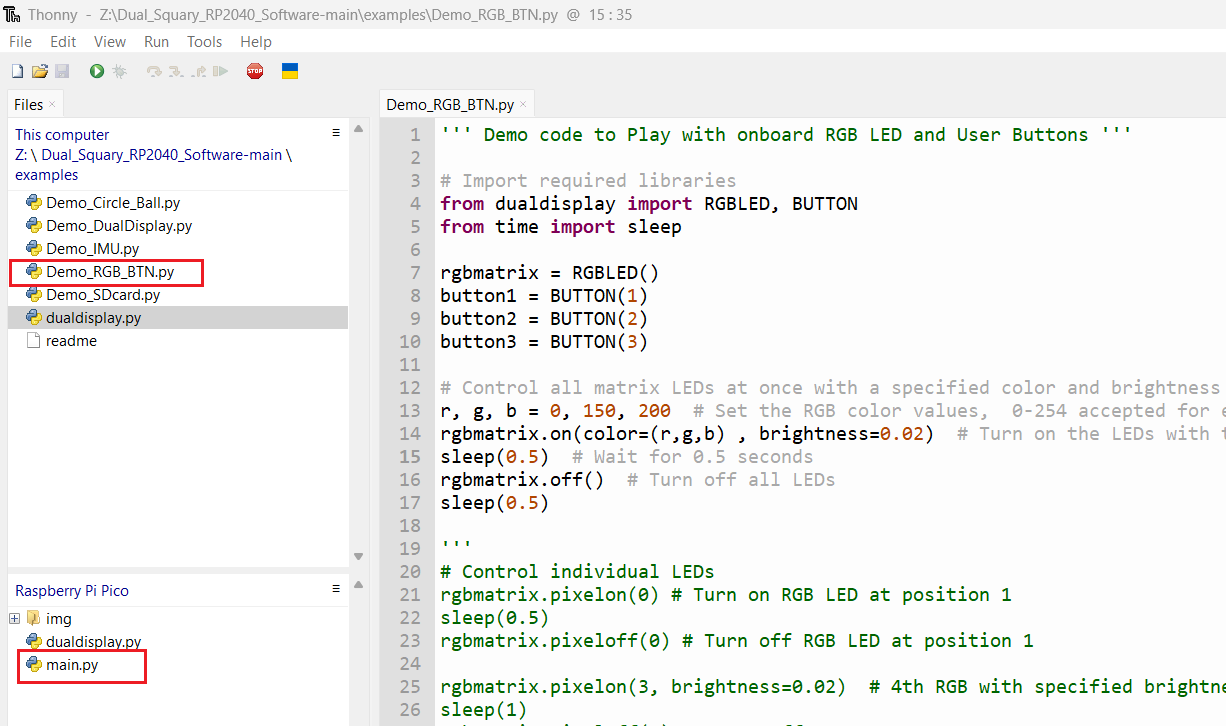 Thonny - Z:\Dual_Squary_RP2040_Software-main\examples\Demo_RGB_BTN.py @ 15 : 35
File Edit View Run Tools Help
STOP
Files ×
This computer
Z: \ Dual_Squary_RP2040_Software-main \
examples
Demo_Circle_Ball.py
Demo_DualDisplay.py
Demo_IMU.py
Demo_RGB_BTN.py
Demo_SDcard.py
dualdisplay.py
readme
Raspberry Pi Pico
img
dualdisplay.py
main.py
Demo_RGB_BTN.py ×
1 ''' Demo code to Play with onboard RGB LED and User Buttons '''
2
3 # Import required libraries
4 from dualdisplay import RGBLED, BUTTON
5 from time import sleep
6
7 rgbmatrix = RGBLED()
8 button1 = BUTTON(1)
9 button2 = BUTTON(2)
10 button3 = BUTTON(3)
11
12 # Control all matrix LEDs at once with a specified color and brightness
13 r, g, b = 0, 150, 200  # Set the RGB color values,  0-254 accepted for
14 rgbmatrix.on(color=(r,g,b) , brightness=0.02)  # Turn on the LEDs with
15 sleep(0.5)  # Wait for 0.5 seconds
16 rgbmatrix.off()  # Turn off all LEDs
17 sleep(0.5)
18
19 '''
20 # Control individual LEDs
21 rgbmatrix.pixelon(0) # Turn on RGB LED at position 1
22 sleep(0.5)
23 rgbmatrix.pixeloff(0) # Turn off RGB LED at position 1
24
25 rgbmatrix.pixelon(3, brightness=0.02)  # 4th RGB with specified brightne
26 sleep(1)